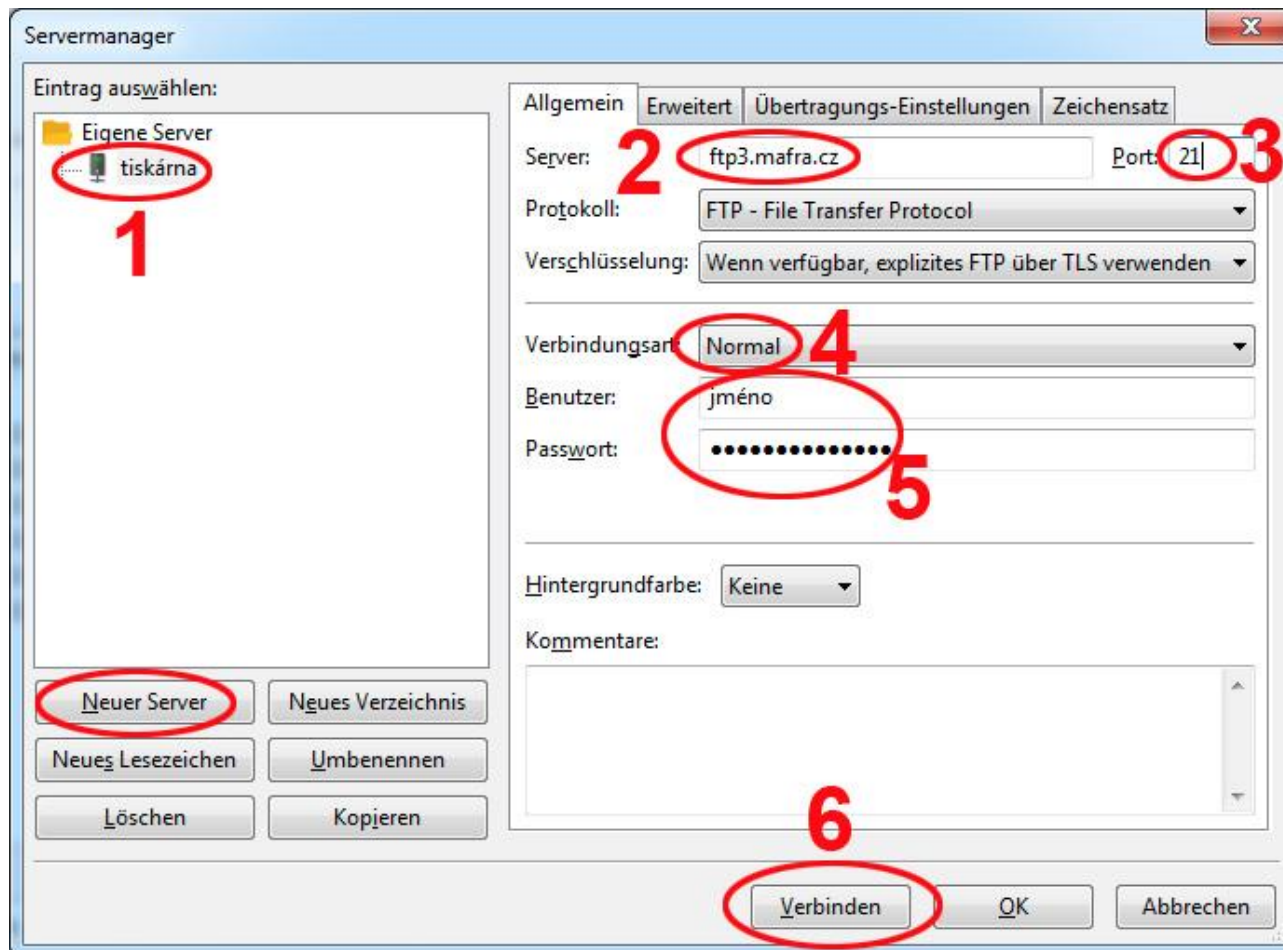 Servermanager
Eintrag auswählen:
Eigene Server
tiskárna
1
Neuer Server
Neues Verzeichnis
Neues Lesezeichen
Umbenennen
Löschen
Kopieren
Allgemein
Erweitert
Übertragungs-Einstellungen
Zeichensatz
Server:
2
ftp3.mafra.cz
Port:
21
3
Protokoll:
FTP - File Transfer Protocol
Verschlüsselung:
Wenn verfügbar, explizites FTP über TLS verwenden
Verbindungsart:
Normal
4
Benutzer:
jméno
Passwort:
••••••••••••••
5
Hintergrundfarbe:
Keine
Kommentare:
6
Verbinden
OK
Abbrechen